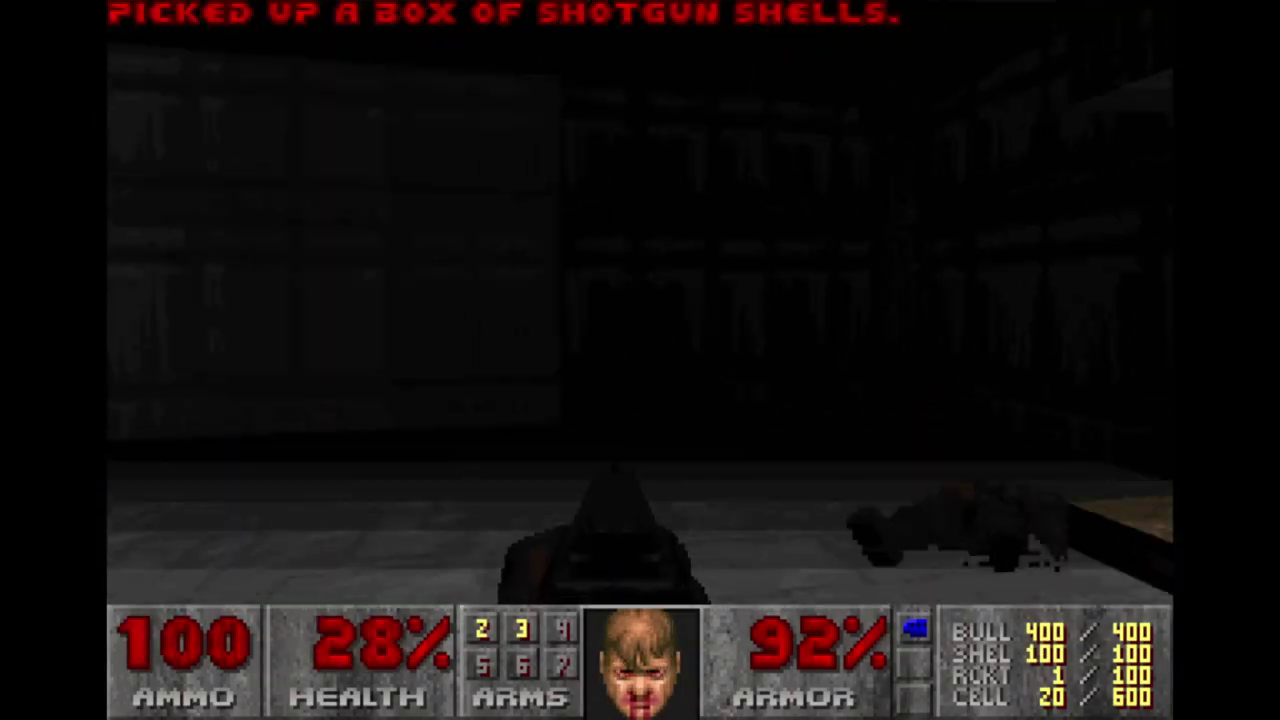 PICKED UP A BOX OF SHOTGUN SHELLS.
100 28% 2 3 4 92% BULL 400 / 400
5 6 7 SHEL 100 / 100
RCKT 1 / 100
AMMO HEALTH ARMS ARMOR CELL 20 / 600